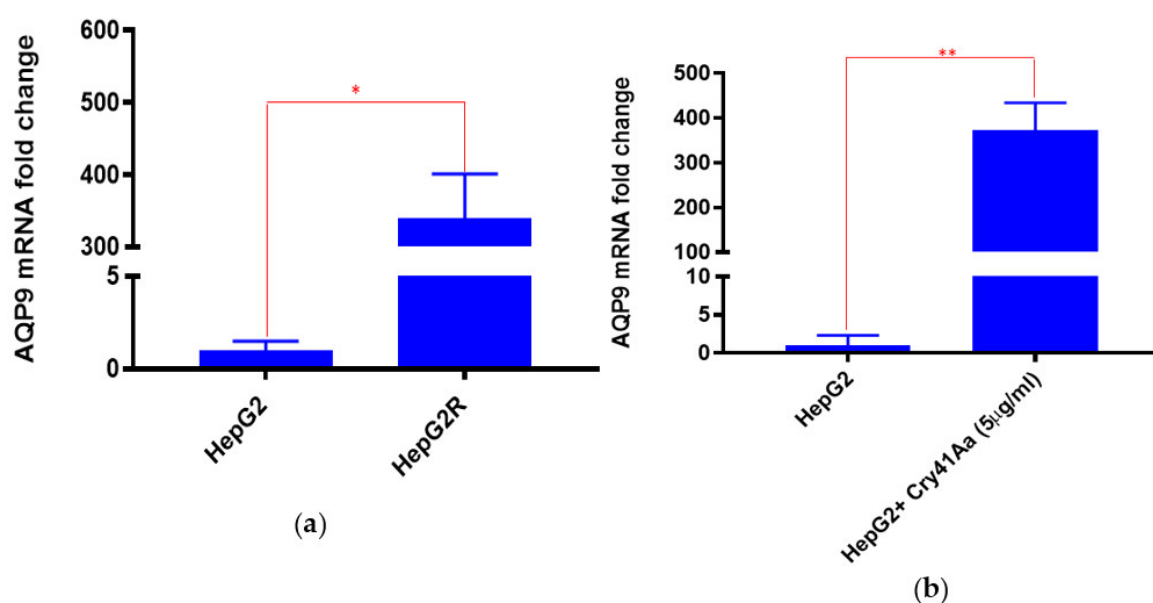 AQP9 mRNA fold change
600
500
400
300
5
0
*
HepG2
HepG2R
(a)
AQP9 mRNA fold change
500
400
300
200
100
10
5
0
**
HepG2
HepG2+ Cry41Aa (5µg/ml)
(b)